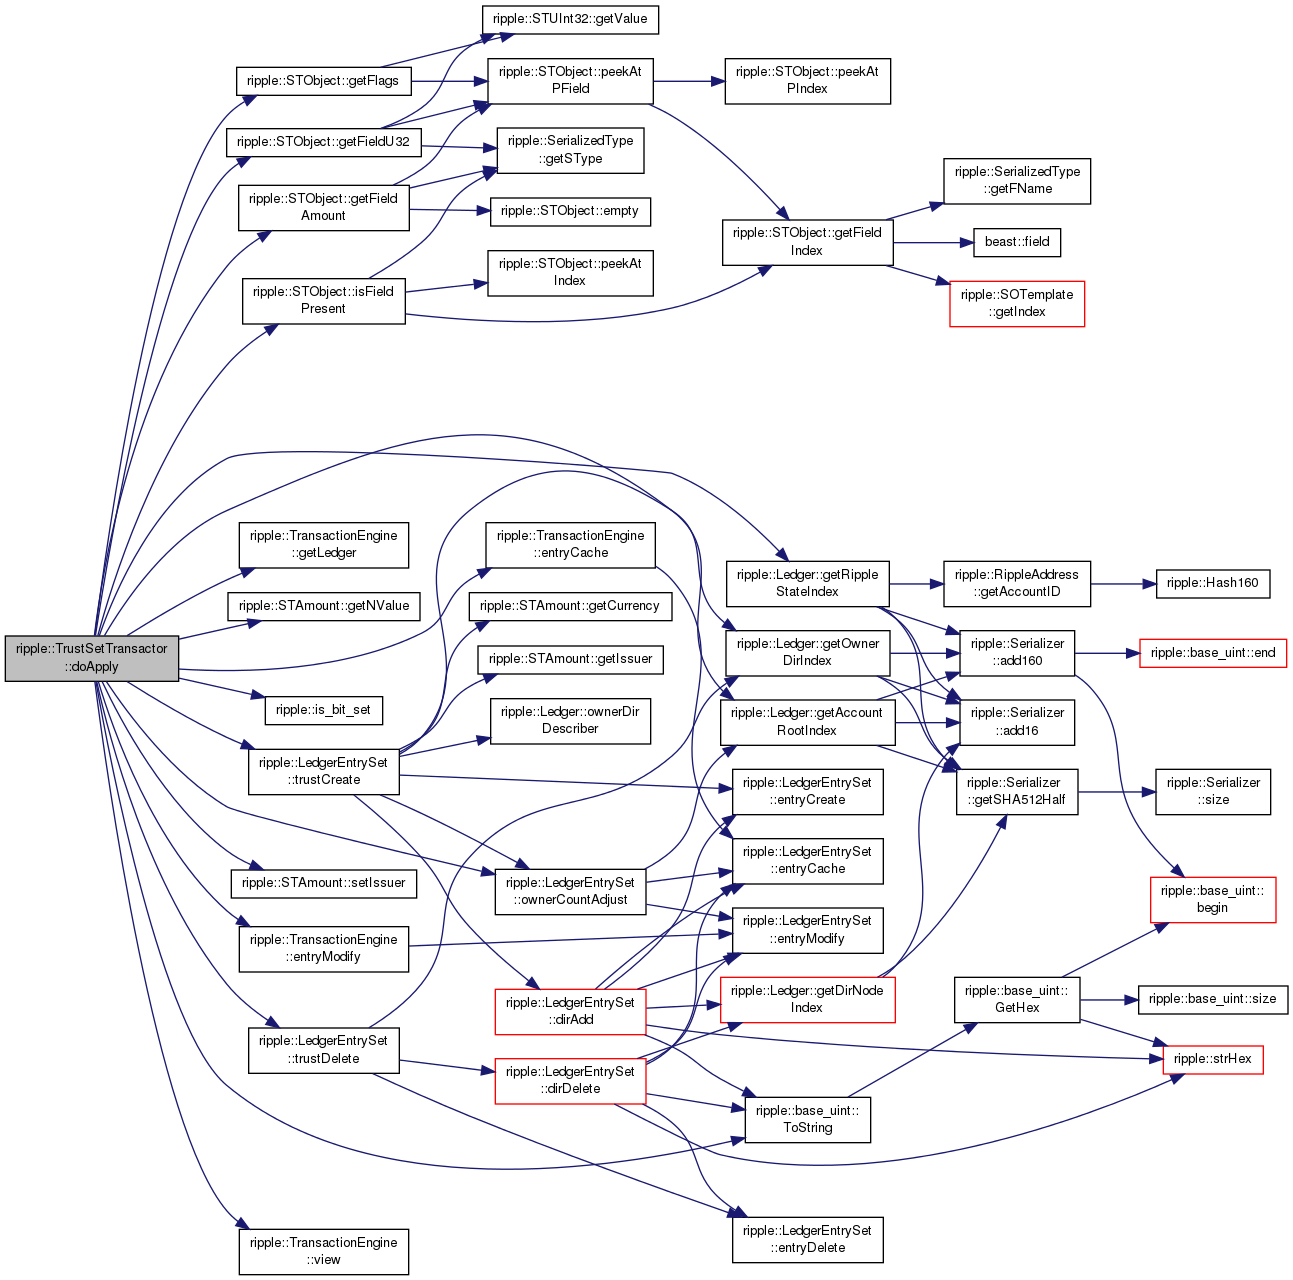 ripple::TrustSetTransactor
::doApply
ripple::STObject::getFlags
ripple::STObject::getFieldU32
ripple::STObject::getField
Amount
ripple::STObject::isField
Present
ripple::TransactionEngine
::getLedger
ripple::STAmount::getNValue
ripple::is_bit_set
ripple::LedgerEntrySet
::trustCreate
ripple::STAmount::setIssuer
ripple::TransactionEngine
::entryModify
ripple::LedgerEntrySet
::trustDelete
ripple::TransactionEngine
::view
ripple::STUInt32::getValue
ripple::STObject::peekAt
PField
ripple::SerializedType
::getSType
ripple::STObject::empty
ripple::STObject::peekAt
Index
ripple::TransactionEngine
::entryCache
ripple::STAmount::getCurrency
ripple::STAmount::getIssuer
ripple::Ledger::ownerDir
Describer
ripple::LedgerEntrySet
::ownerCountAdjust
ripple::LedgerEntrySet
::dirAdd
ripple::LedgerEntrySet
::dirDelete
ripple::STObject::peekAt
PIndex
ripple::STObject::getField
Index
ripple::Ledger::getRipple
StateIndex
ripple::Ledger::getOwner
DirIndex
ripple::Ledger::getAccount
RootIndex
ripple::LedgerEntrySet
::entryCreate
ripple::LedgerEntrySet
::entryCache
ripple::LedgerEntrySet
::entryModify
ripple::Ledger::getDirNode
Index
ripple::base_uint::
ToString
ripple::LedgerEntrySet
::entryDelete
ripple::SerializedType
::getFName
beast::field
ripple::SOTemplate
::getIndex
ripple::RippleAddress
::getAccountID
ripple::Serializer
::add160
ripple::Serializer
::add16
ripple::Serializer
::getSHA512Half
ripple::base_uint::
GetHex
ripple::Hash160
ripple::base_uint::end
ripple::Serializer
::size
ripple::base_uint::
begin
ripple::base_uint::size
ripple::strHex